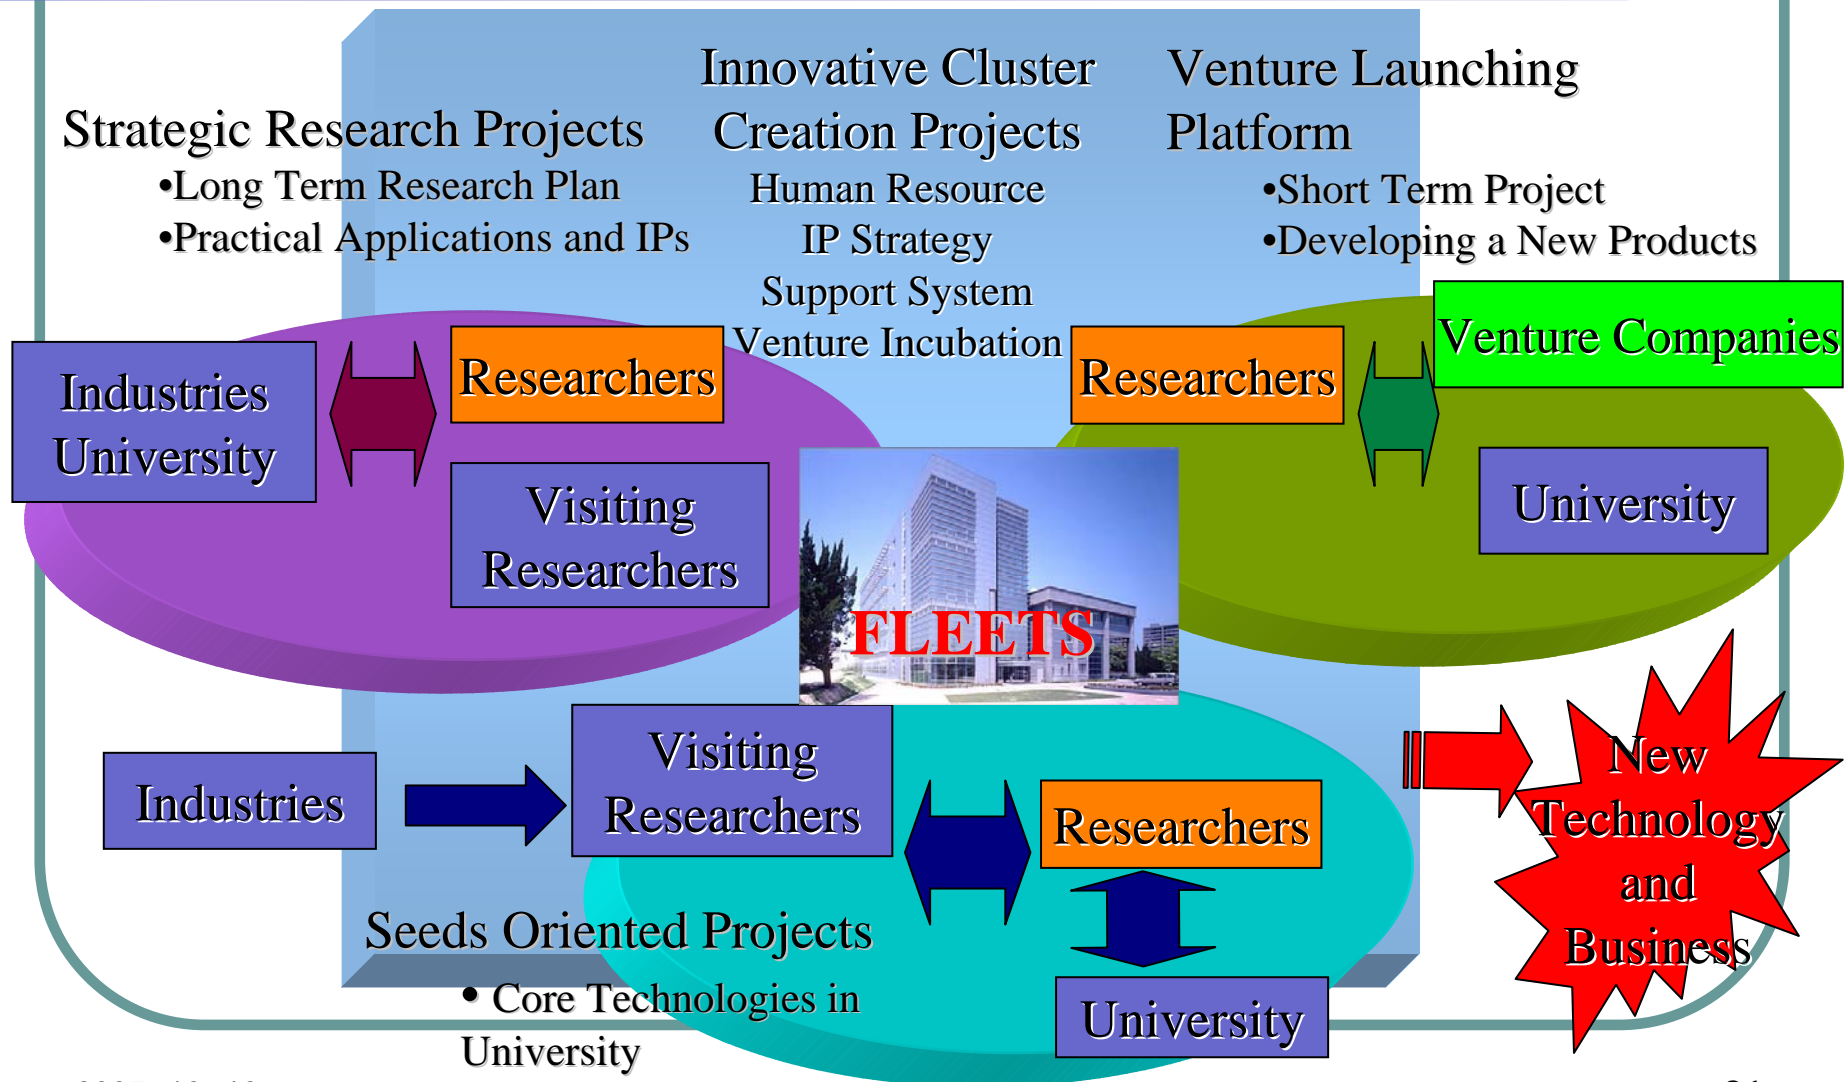 Innovative Cluster
Creation Projects
Human Resource
IP Strategy
Support System
Venture Incubation
Venture Launching
Platform
•Short Term Project
•Developing a New Products
Strategic Research Projects
•Long Term Research Plan
•Practical Applications and IPs
Industries
University
Researchers
Visiting
Researchers
Researchers
Venture Companies
University
FLEETS
Industries
Visiting
Researchers
Researchers
University
Seeds Oriented Projects
• Core Technologies in
University
New
Technology
and
Business